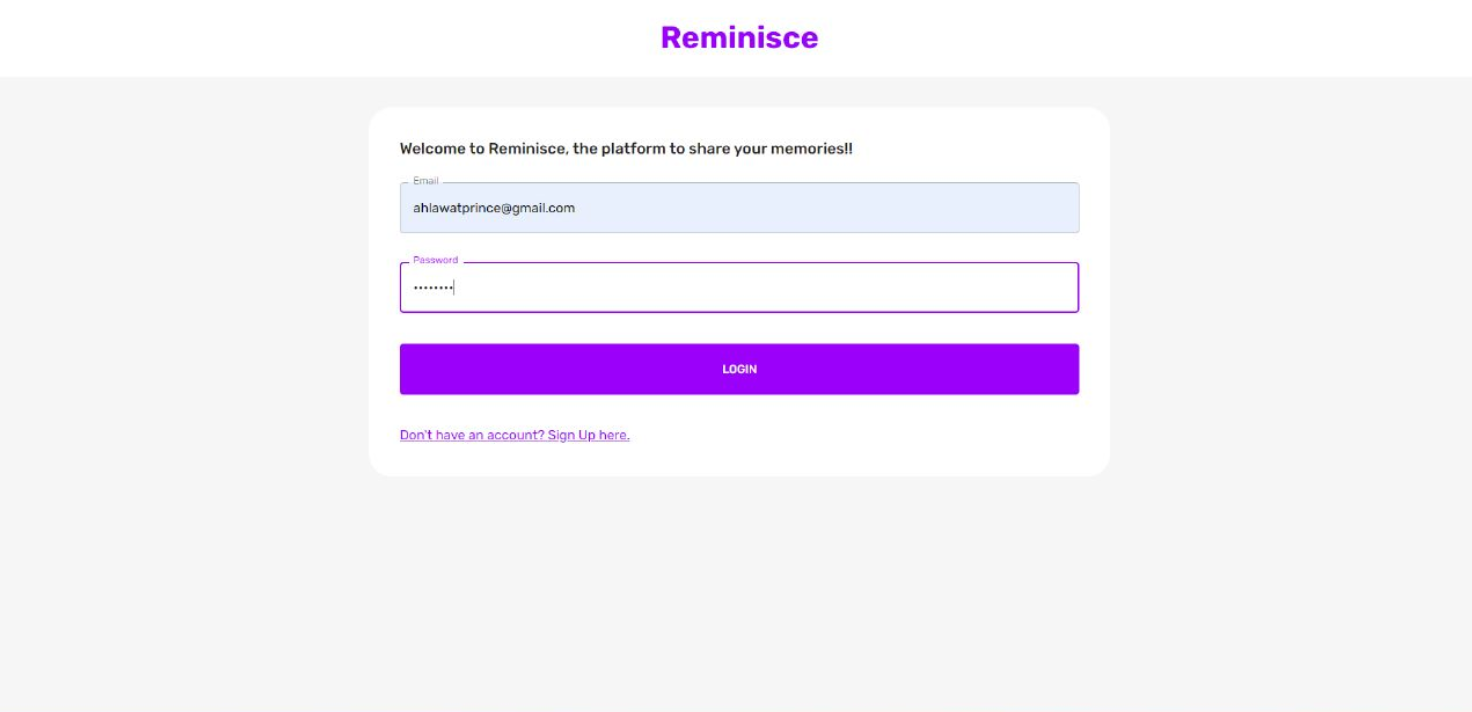 Reminisce
Welcome to Reminisce, the platform to share your memories!!
Email
ahlawatprince@gmail.com
Password
••••••••
LOGIN
Don't have an account? Sign Up here.